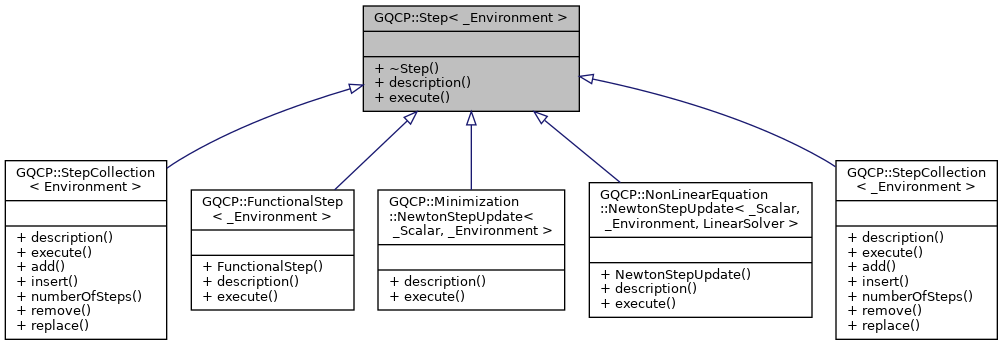 GQCP::Step< _Environment >
+ ~Step()
+ description()
+ execute()
GQCP::StepCollection
< Environment >
+ description()
+ execute()
+ add()
+ insert()
+ numberOfSteps()
+ remove()
+ replace()
GQCP::FunctionalStep
< _Environment >
+ FunctionalStep()
+ description()
+ execute()
GQCP::Minimization
::NewtonStepUpdate<
_Scalar, _Environment >
+ description()
+ execute()
GQCP::NonLinearEquation
::NewtonStepUpdate< _Scalar,
_Environment, LinearSolver >
+ NewtonStepUpdate()
+ description()
+ execute()
GQCP::StepCollection
< _Environment >
+ description()
+ execute()
+ add()
+ insert()
+ numberOfSteps()
+ remove()
+ replace()